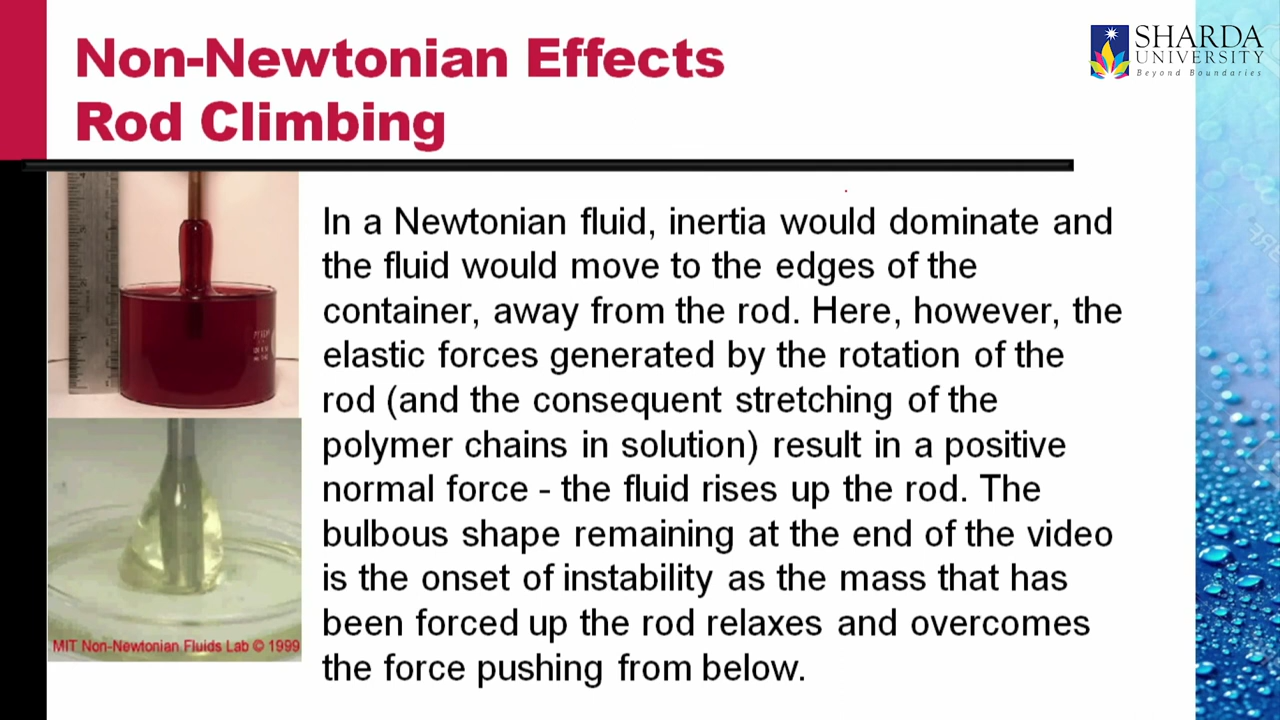 Non-Newtonian Effects
Rod Climbing
SHARDA
UNIVERSITY
Beyond Boundaries
In a Newtonian fluid, inertia would dominate and
the fluid would move to the edges of the
container, away from the rod. Here, however, the
elastic forces generated by the rotation of the
rod (and the consequent stretching of the
polymer chains in solution) result in a positive
normal force - the fluid rises up the rod. The
bulbous shape remaining at the end of the video
is the onset of instability as the mass that has
been forced up the rod relaxes and overcomes
the force pushing from below.
MIT Non-Newtonian Fluids Lab © 1999